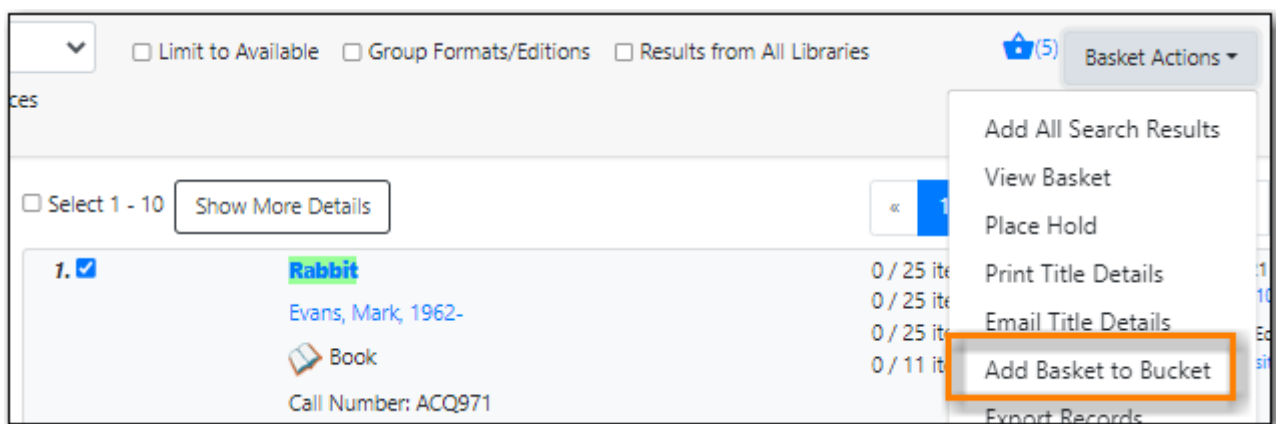 Limit to Available Group Formats/Editions Results from All Libraries (5) Basket Actions
ces
Add All Search Results
View Basket
Select 1 - 10 Show More Details «
Place Hold
1. Rabbit 0 / 25 ite
Print Title Details
Evans, Mark, 1962- 0 / 25 ite
Email Title Details
Book 0 / 25 it
0 / 11 it
Add Basket to Bucket
Call Number: ACQ971
Export Records